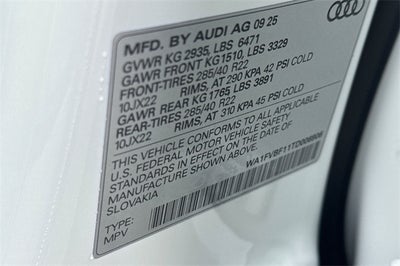 MFD. BY AUDI AG 09 25
GVWR KG 2935, LBS 6471
GAWR FRONT KG1510, LBS 3329
FRONT-TIRES 285/40 R22
10JX22 RIMS, AT 290 KPA 42 PSI COLD
GAWR REAR KG 1765 LBS 3891
REAR-TIRES 285/40 R22
10JX22 RIMS, AT 310 KPA 45 PSI COLD
THIS VEHICLE CONFORMS TO ALL APPLICABLE
U.S. FEDERAL MOTOR VEHICLE SAFETY
STANDARDS IN EFFECT ON THE DATE OF
MANUFACTURE SHOWN ABOVE.
SLOVAKIA
TYPE:
MPV